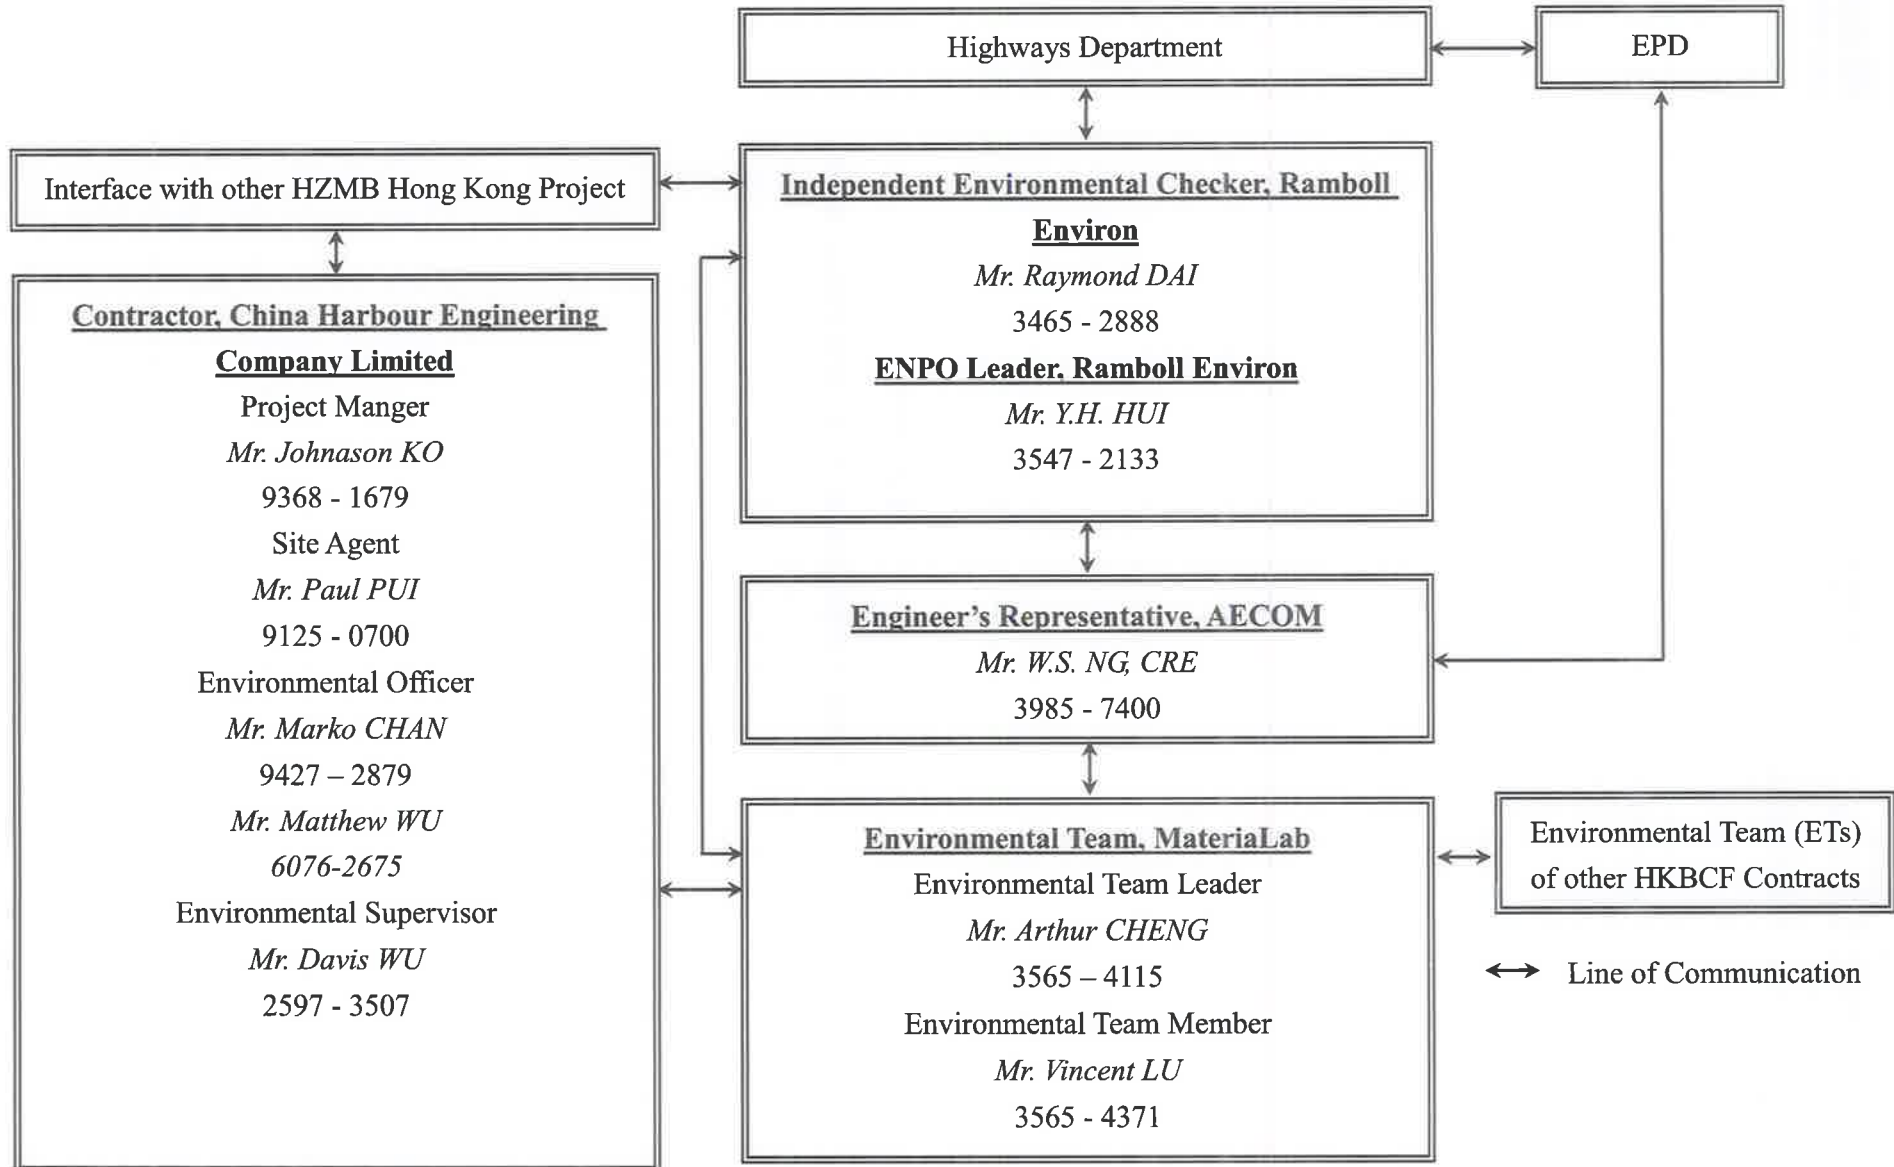 Highways Department
EPD
Interface with other HZMB Hong Kong Project
Independent Environmental Checker, Ramboll
Environ
Mr. Raymond DAI
3465 - 2888
ENPO Leader, Ramboll Environ
Mr. Y.H. HUI
3547 - 2133
Contractor, China Harbour Engineering
Company Limited
Project Manger
Mr. Johnason KO
9368 - 1679
Site Agent
Mr. Paul PUI
9125 - 0700
Environmental Officer
Mr. Marko CHAN
9427 – 2879
Mr. Matthew WU
6076-2675
Environmental Supervisor
Mr. Davis WU
2597 - 3507
Engineer’s Representative, AECOM
Mr. W.S. NG, CRE
3985 - 7400
Environmental Team, MateriaLab
Environmental Team Leader
Mr. Arthur CHENG
3565 – 4115
Environmental Team Member
Mr. Vincent LU
3565 - 4371
Environmental Team (ETs)
of other HKBCF Contracts
Line of Communication